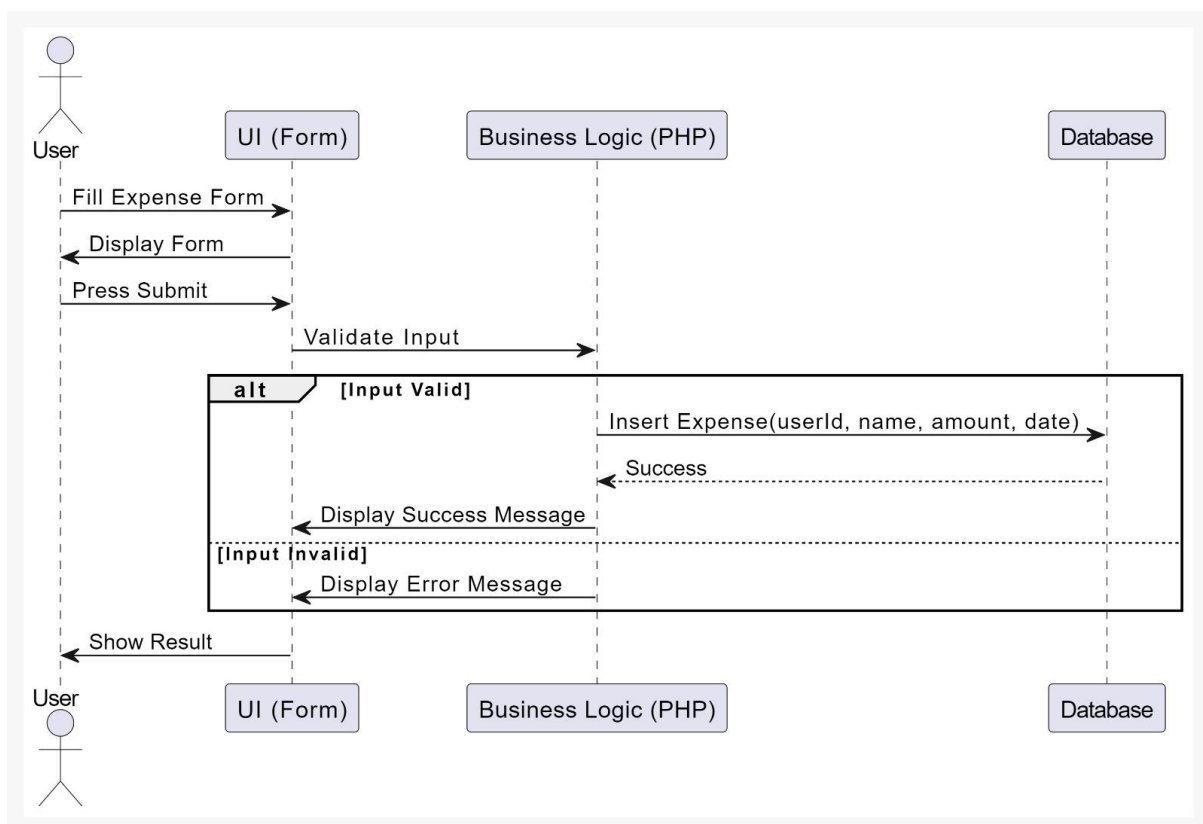 User
UI (Form)
Business Logic (PHP)
Database
Fill Expense Form
Display Form
Press Submit
Validate Input
alt
[Input Valid]
Insert Expense(userId, name, amount, date)
Success
Display Success Message
[Input Invalid]
Display Error Message
Show Result
User
UI (Form)
Business Logic (PHP)
Database